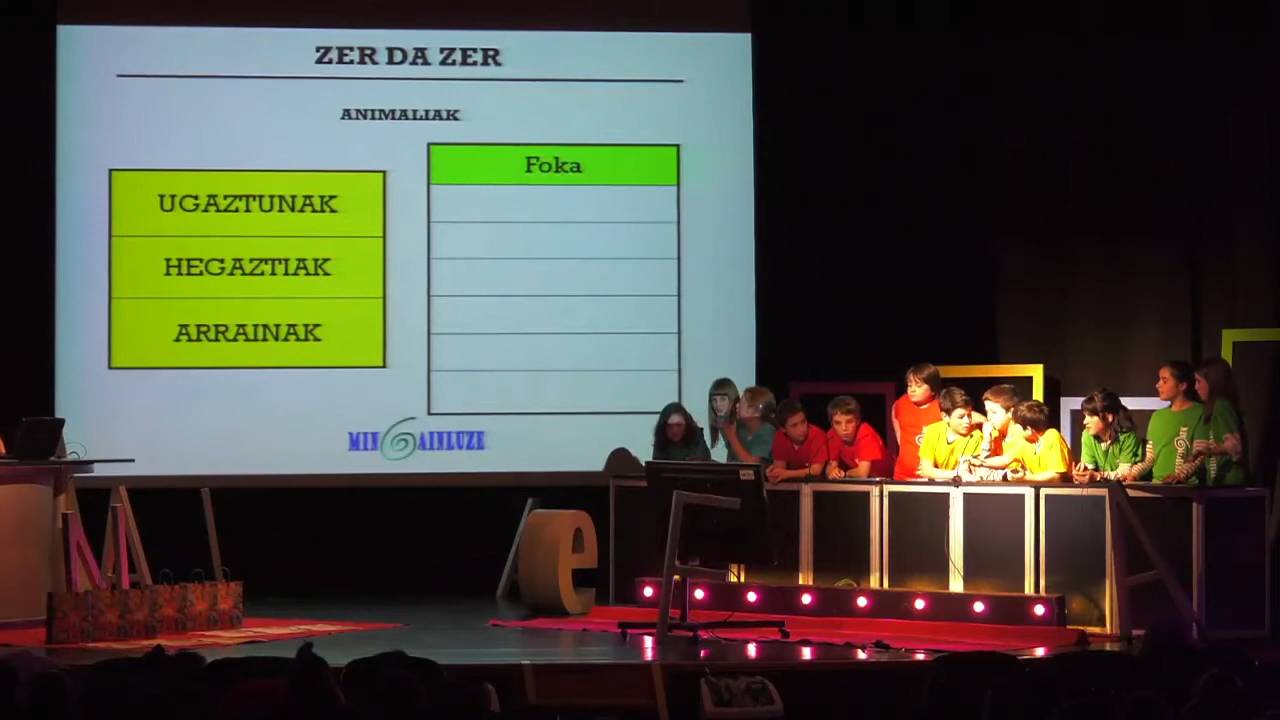 ZER DA ZER
ANIMALIAK
Foka
UGAZTUNAK
HEGAZTIAK
ARRAINAK
MINGAINLUZE
e